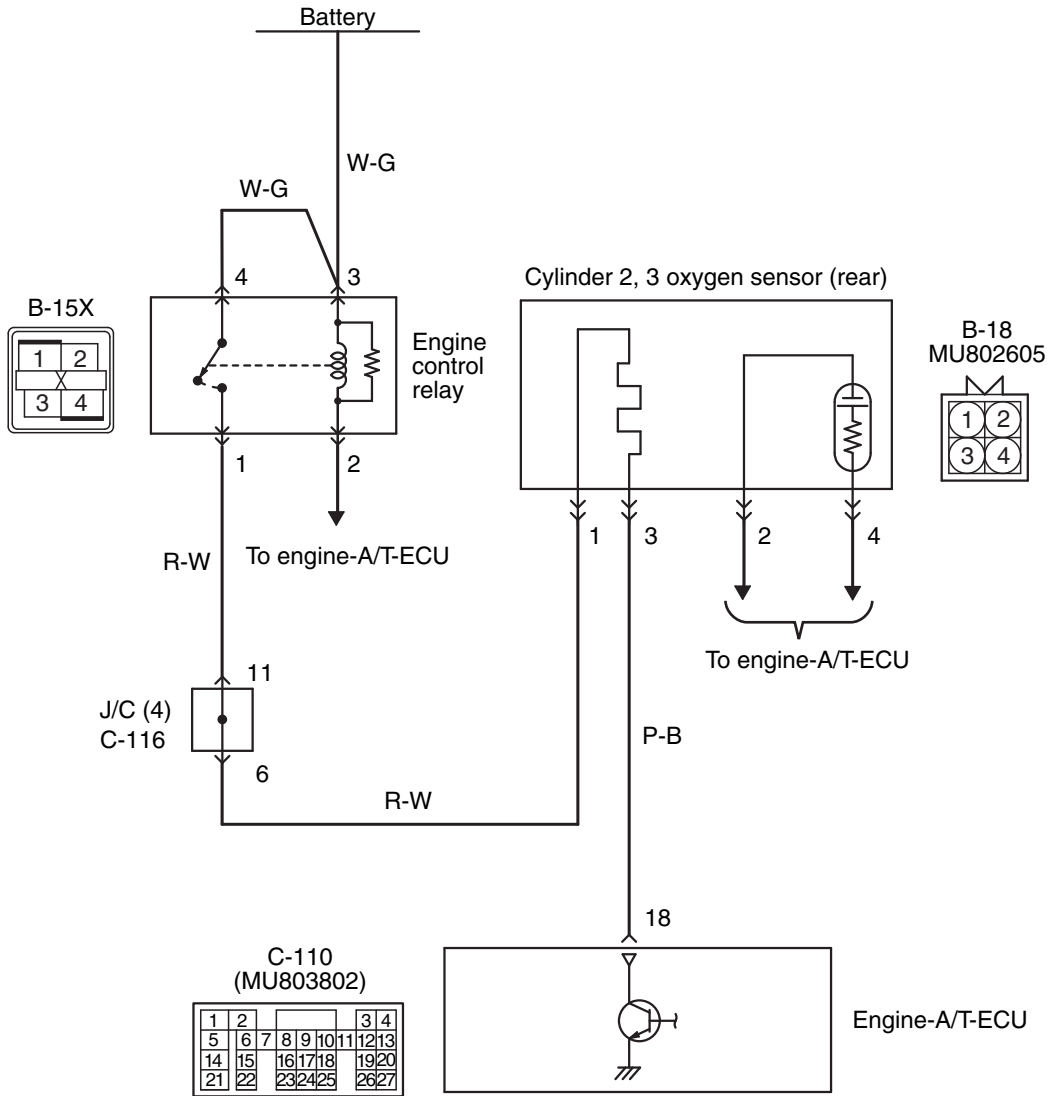 Battery
W-G
W-G
4
3
B-15X
1 2
3 4
Engine
control
relay
1
2
To engine-A/T-ECU
R-W
Cylinder 2, 3 oxygen sensor (rear)
B-18
MU802605
1 2
3 4
1
3
2
4
To engine-A/T-ECU
11
J/C (4)
C-116
6
R-W
P-B
18
C-110
(MU803802)
1 2 3 4
5 6 7 8 9 10 11 12 13
14 15 16 17 18 19 20
21 22 23 24 25 26 27
Engine-A/T-ECU